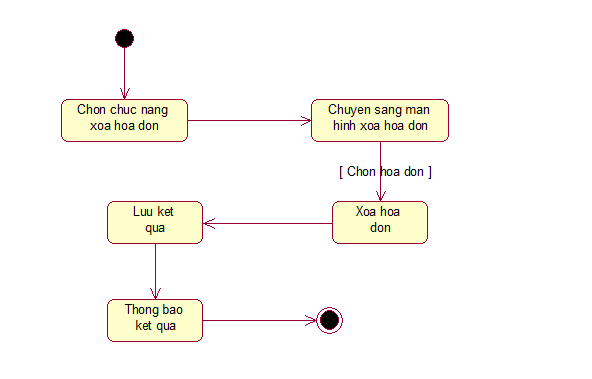 Chon chuc nang
xoa hoa don
Chuyen sang man
hinh xoa hoa don
[ Chon hoa don ]
Luu ket
qua
Xoa hoa
don
Thong bao
ket qua